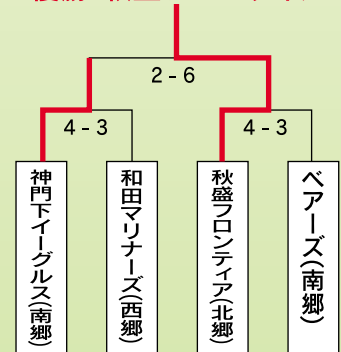 2-6
4-3
4-3
神門下イーグルス(南郷)
和田マリナーズ(西郷)
秋盛フロンティア(北郷)
ベアーズ(南郷)